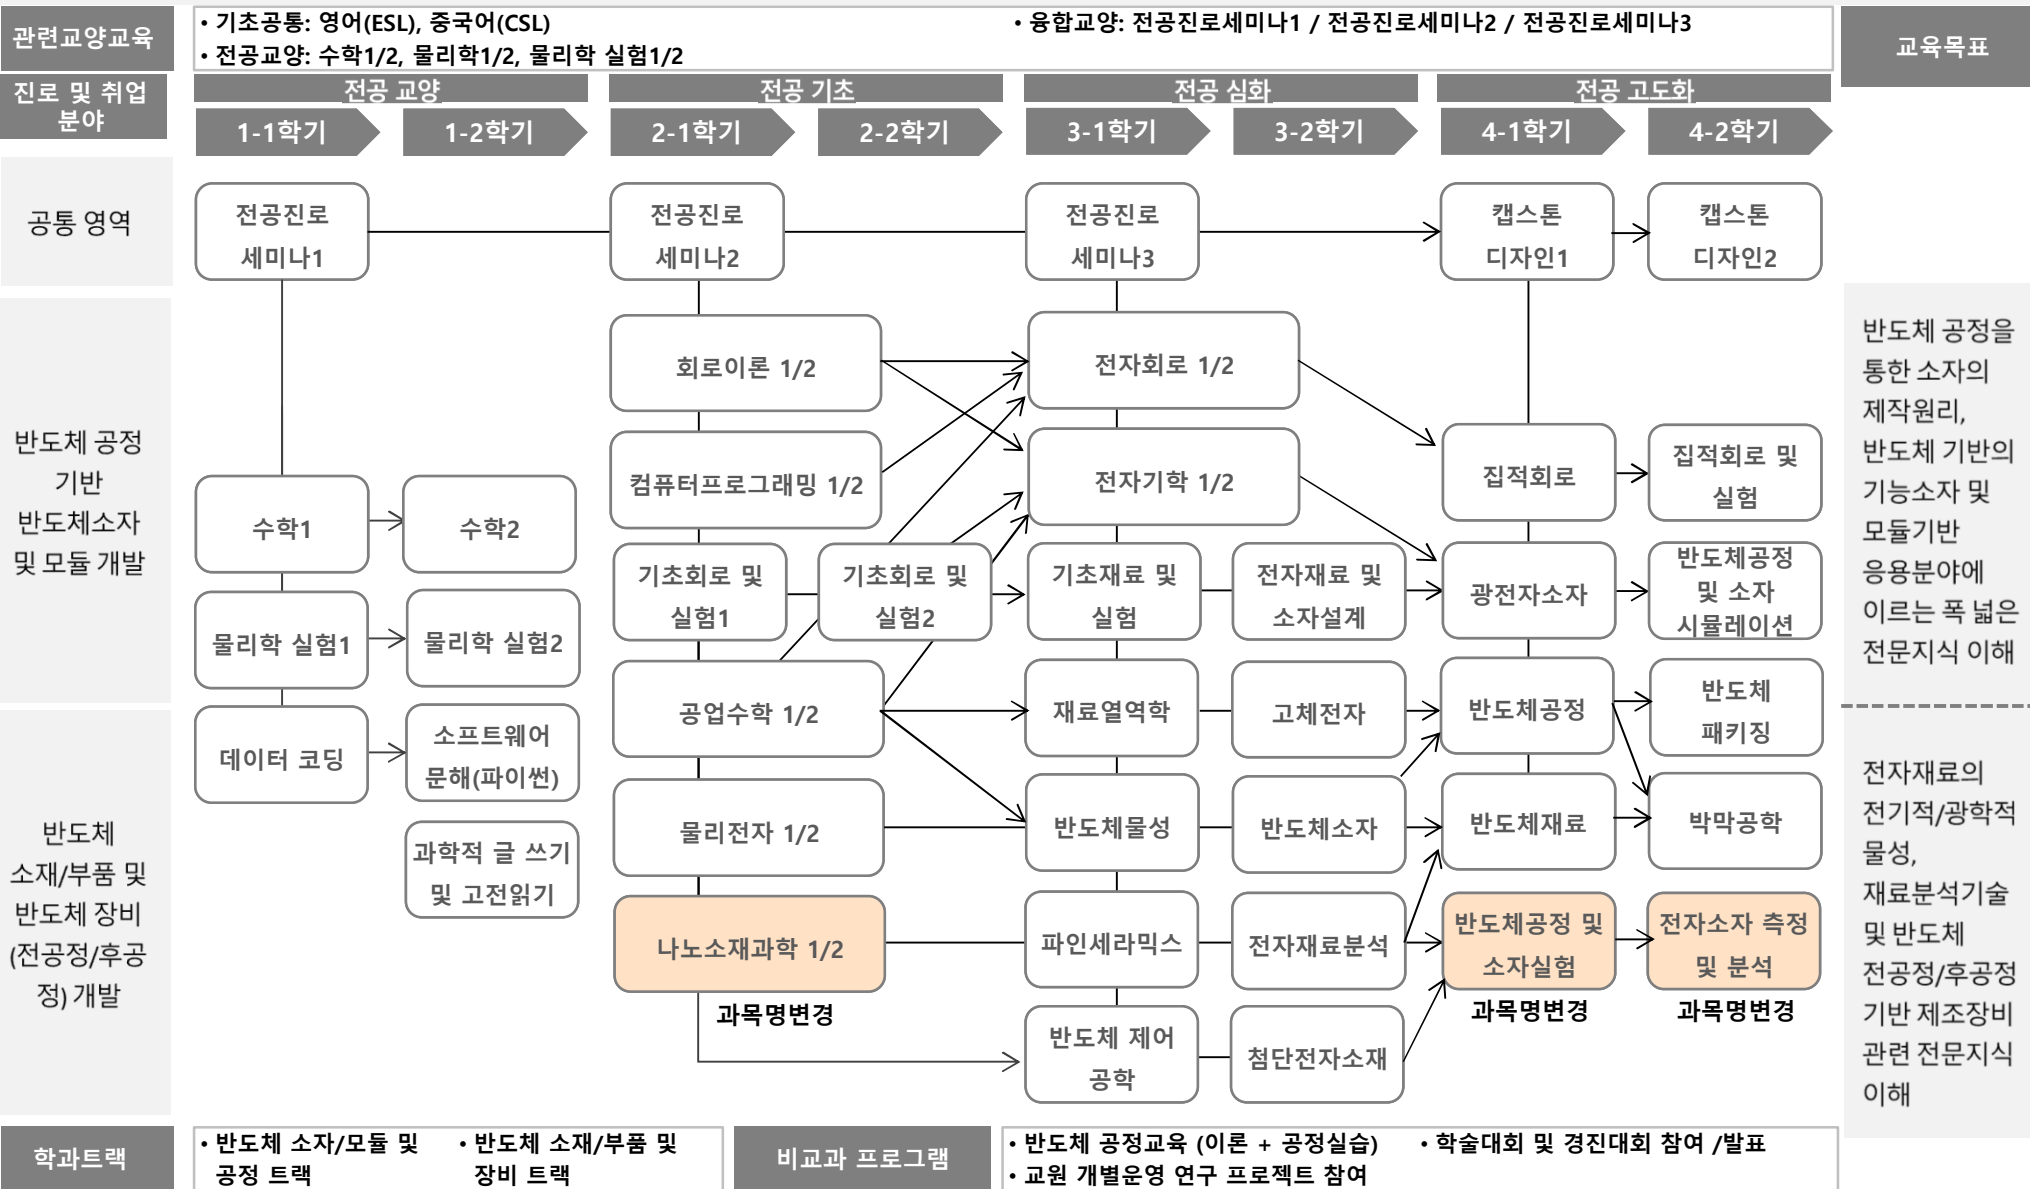 관련교양교육
• 기초공통: 영어(ESL), 중국어(CSL)
• 융합교양: 전공진로세미나1 / 전공진로세미나2 / 전공진로세미나3
• 전공교양: 수학1/2, 물리학1/2, 물리학 실험1/2
교육목표
진로 및 취업
분야
전공 교양
전공 기초
전공 심화
전공 고도화
1-1학기
1-2학기
2-1학기
2-2학기
3-1학기
3-2학기
4-1학기
4-2학기
공통 영역
전공진로
세미나1
전공진로
세미나2
전공진로
세미나3
캡스톤
디자인1
캡스톤
디자인2
반도체 공정
기반
반도체소자
및 모듈 개발
회로이론 1/2
전자회로 1/2
컴퓨터프로그래밍 1/2
전자기학 1/2
집적회로
집적회로 및
실험
수학1
수학2
기초회로 및
실험1
기초회로 및
실험2
기초재료 및
실험
전자재료 및
소자설계
광전자소자
반도체공정
및 소자
시뮬레이션
물리학 실험1
물리학 실험2
공업수학 1/2
재료열역학
고체전자
반도체공정
반도체
패키징
데이터 코딩
소프트웨어
문해(파이썬)
물리전자 1/2
반도체물성
반도체소자
반도체재료
박막공학
과학적 글 쓰기
및 고전읽기
나노소재과학 1/2
과목명변경
파인세라믹스
전자재료분석
반도체공정 및
소자실험
과목명변경
전자소자 측정
및 분석
과목명변경
반도체 제어
공학
첨단전자소재
반도체
소재/부품 및
반도체 장비
(전공정/후공
정) 개발
반도체 공정을
통한 소자의
제작원리,
반도체 기반의
기능소자 및
모듈기반
응용분야에
이르는 폭 넓은
전문지식 이해
전자재료의
전기적/광학적
물성,
재료분석기술
및 반도체
전공정/후공정
기반 제조장비
관련 전문지식
이해
학과트랙
• 반도체 소자/모듈 및
공정 트랙
• 반도체 소재/부품 및
장비 트랙
비교과 프로그램
• 반도체 공정교육 (이론 + 공정실습)
• 학술대회 및 경진대회 참여 /발표
• 교원 개별운영 연구 프로젝트 참여